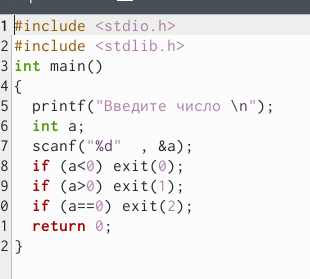 1 #include <stdio.h>
2 #include <stdlib.h>
3 int main()
4 {
5 printf("Введите число \n");
6 int a;
7 scanf("%d"  , &a);
8 if (a<0) exit(0);
9 if (a>0) exit(1);
0 if (a==0) exit(2);
1 return 0;
2 }